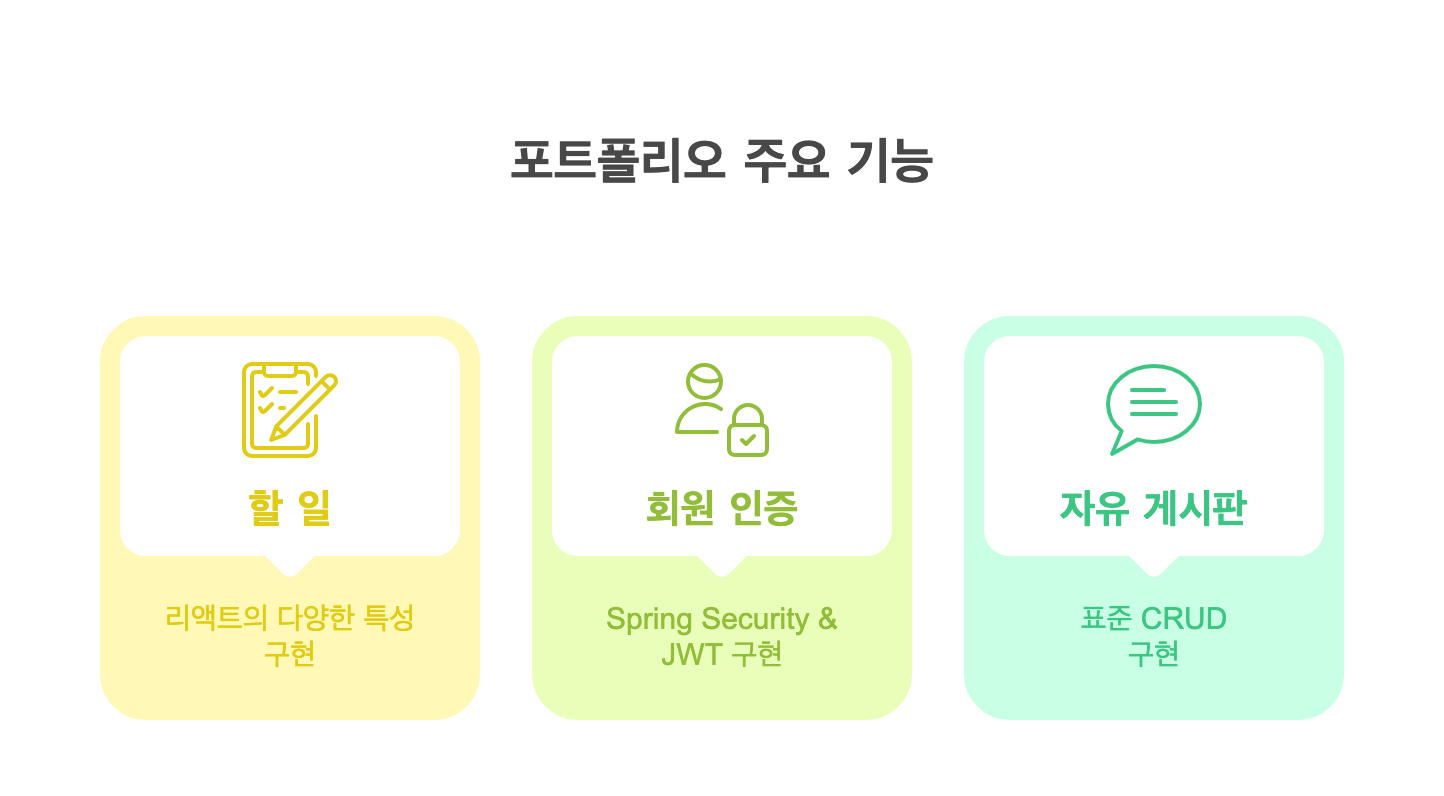 포트폴리오 주요 기능
할 일
리액트의 다양한 특성
구현
회원 인증
Spring Security &
JWT 구현
자유 게시판
표준 CRUD
구현